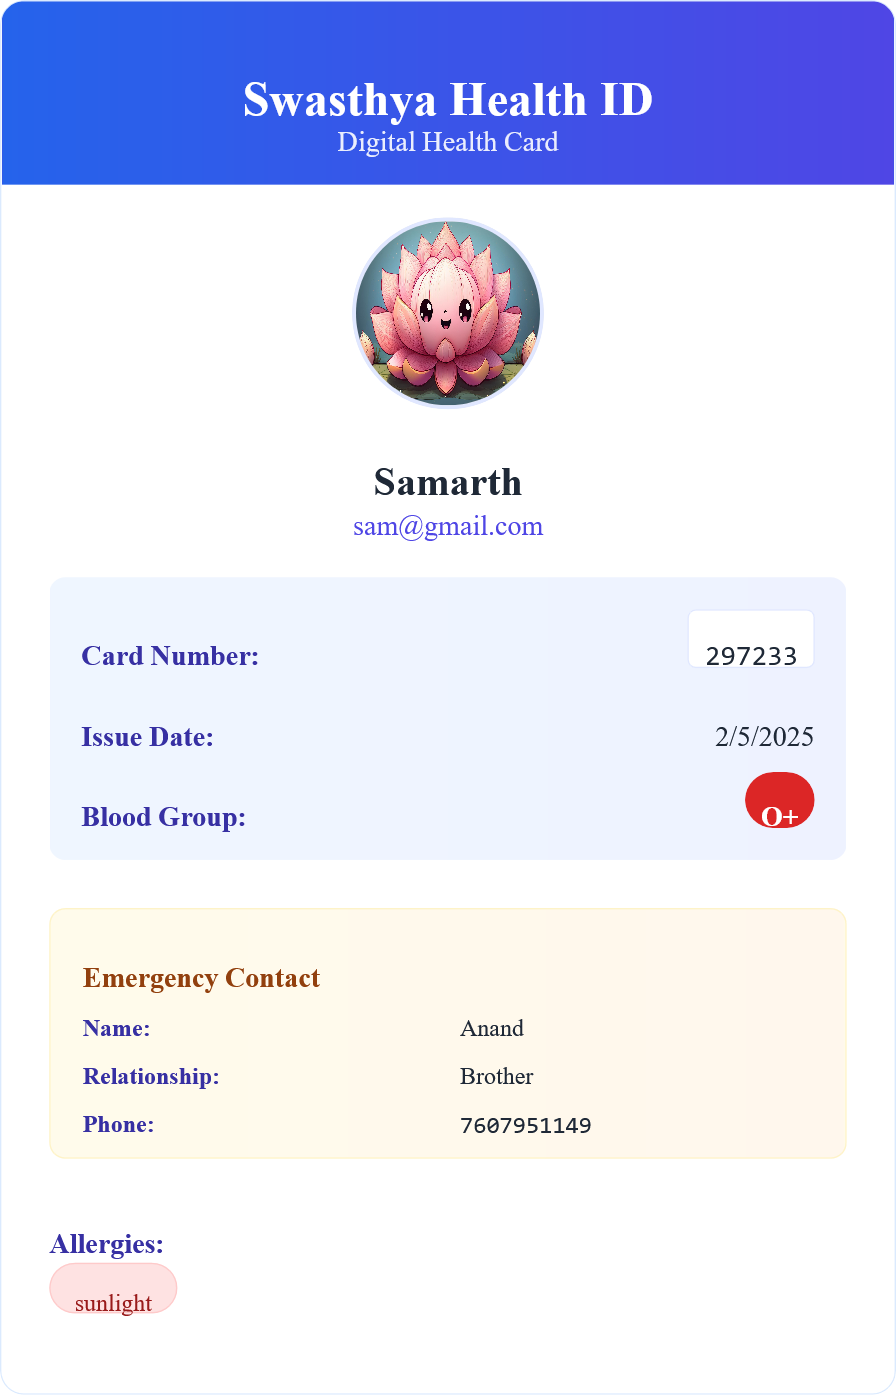 Swasthya Health ID
Digital Health Card
Samarth
sam@gmail.com
Card Number: 297233
Issue Date: 2/5/2025
Blood Group: O+
Emergency Contact
Name: Anand
Relationship: Brother
Phone: 7607951149
Allergies:
sunlight